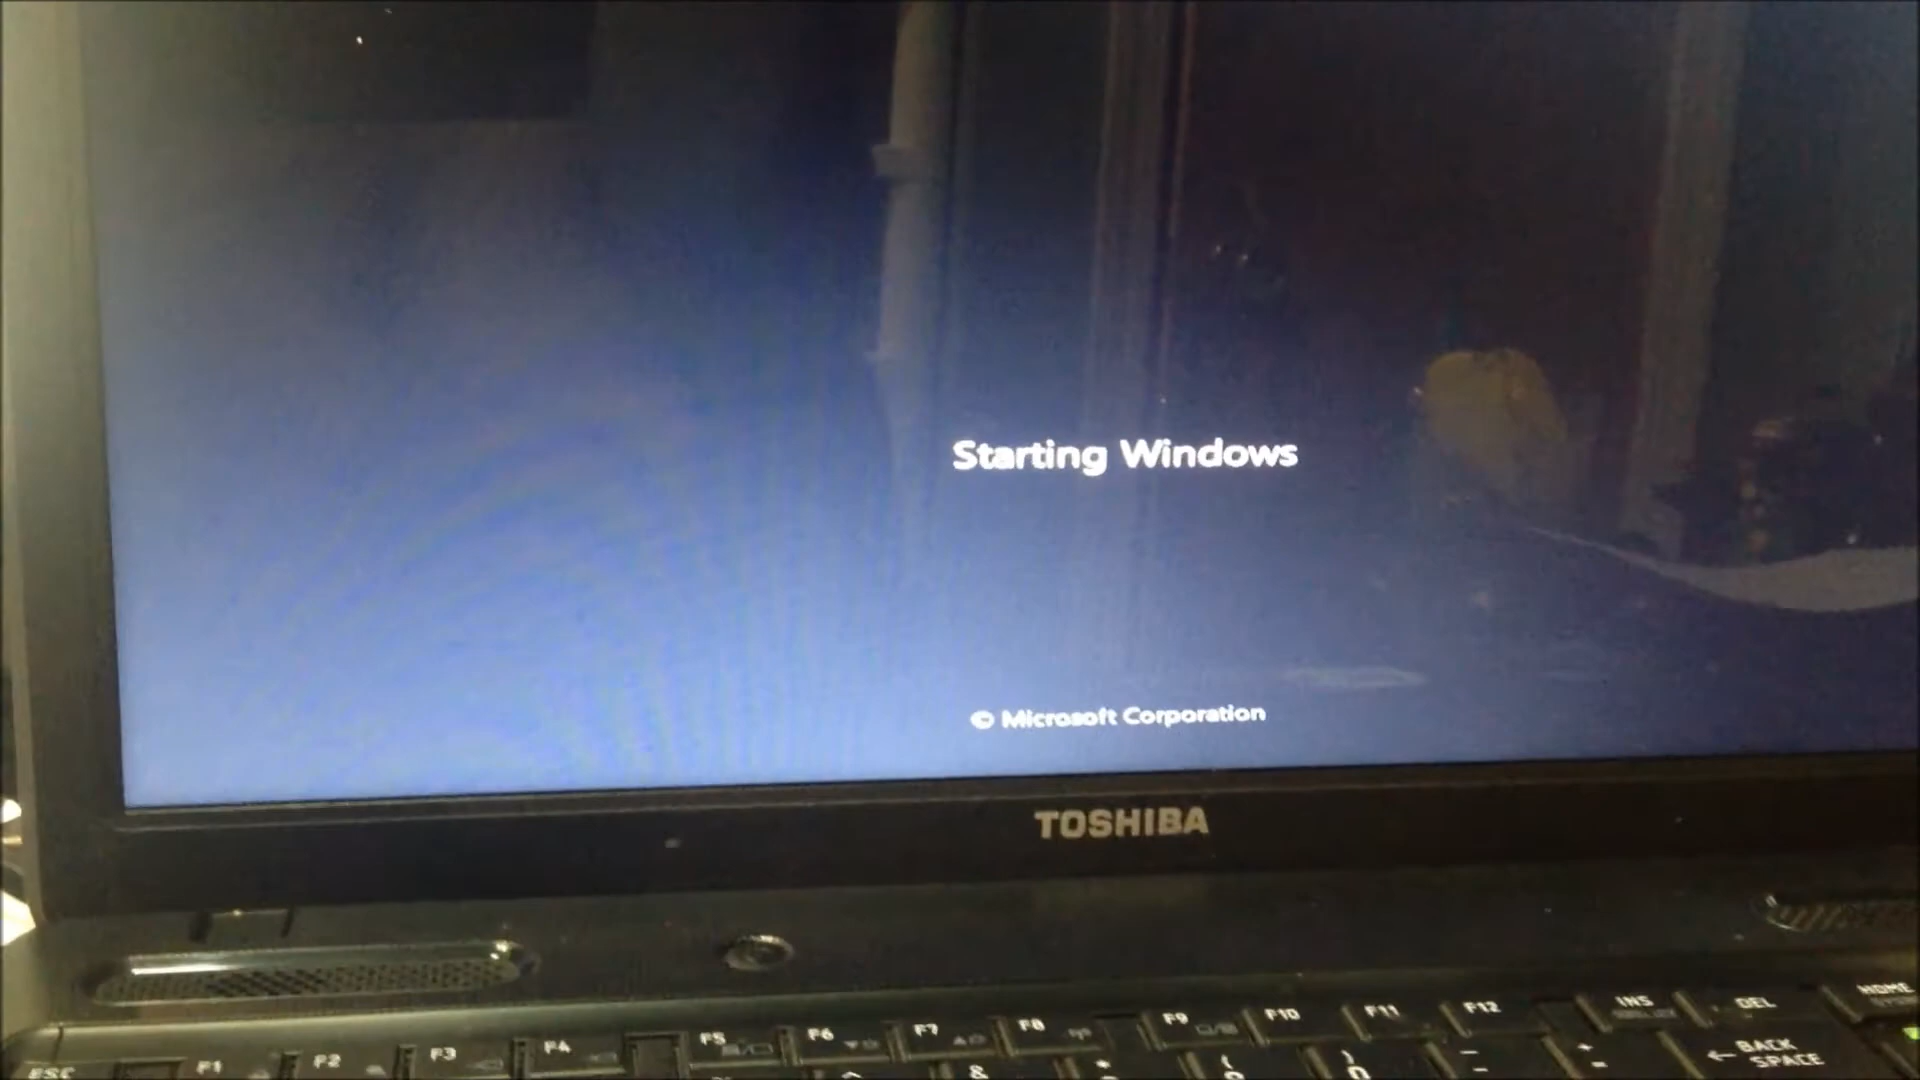 Starting Windows
© Microsoft Corporation
TOSHIBA
ESC F1 F2 F3 F4 F5 F6 F7 F8 F9 F10 F11 F12 INS DEL HOME
^ & * ( ) _ - + = ← BACK SPACE